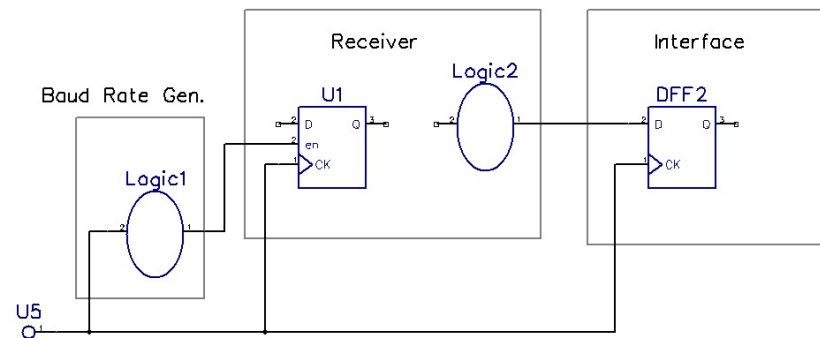 Receiver
Interface
Logic2
Baud Rate Gen.
U1
DFF2
2 D Q 3
2
1
2 D Q 3
2 en
1 CK
1 CK
Logic1
2
1
U5
1